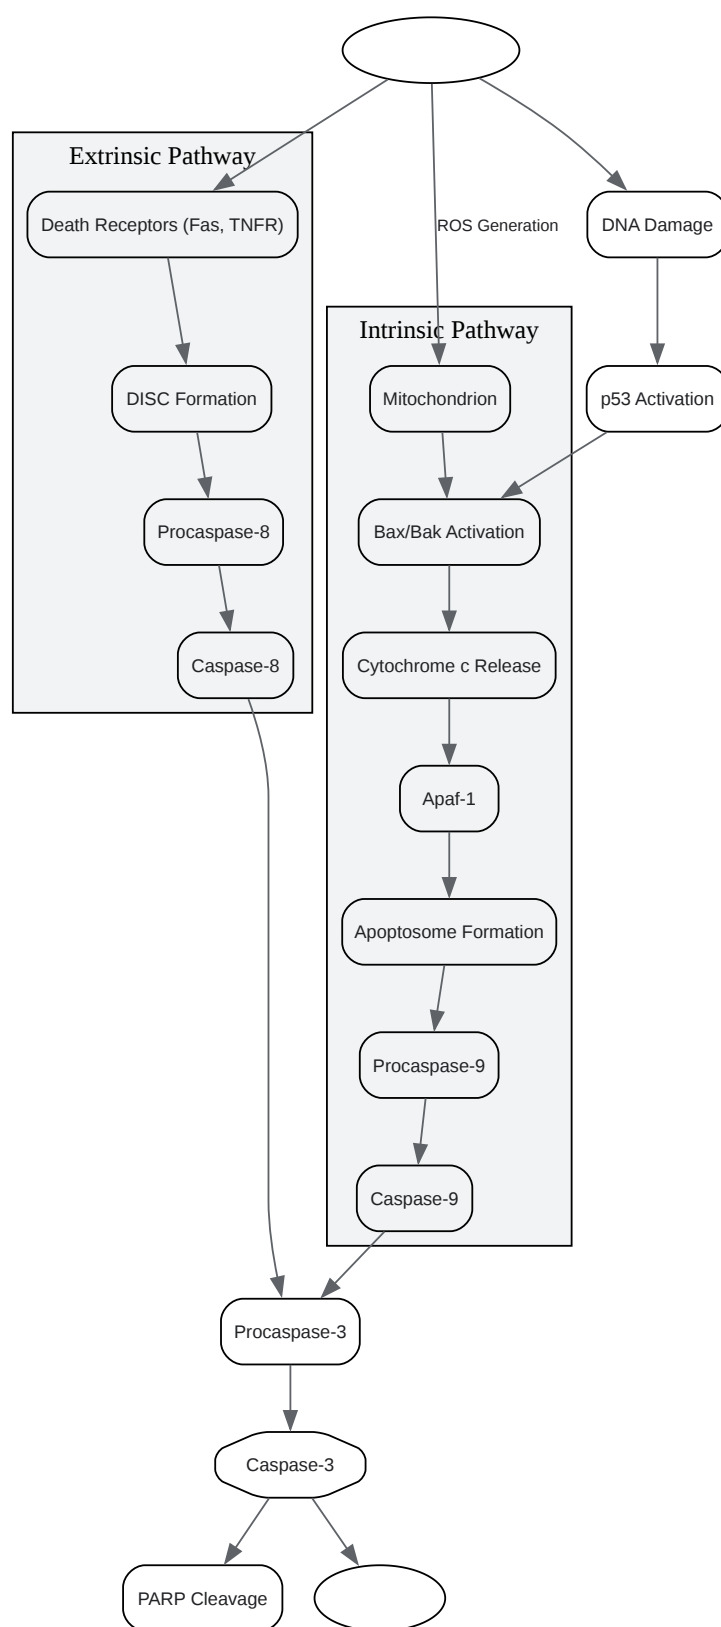 Extrinsic Pathway
Death Receptors (Fas, TNFR)
ROS Generation
DNA Damage
Intrinsic Pathway
DISC Formation
Mitochondrion
p53 Activation
Procaspase-8
Bax/Bak Activation
Caspase-8
Cytochrome c Release
Apaf-1
Apoptosome Formation
Procaspase-9
Caspase-9
Procaspase-3
Caspase-3
PARP Cleavage